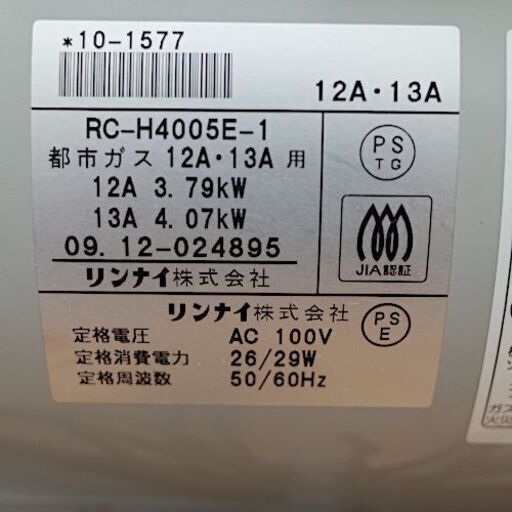 *10-1577
12A・13A
RC-H4005E-1
都市ガス 12A・13A 用
12A 3.79kW
13A 4.07kW
09.12-024895
リンナイ株式会社
PS
TG
JIA認証
リンナイ株式会社
PS
E
定格電圧 AC 100V
定格消費電力 26/29W
定格周波数 50/60Hz